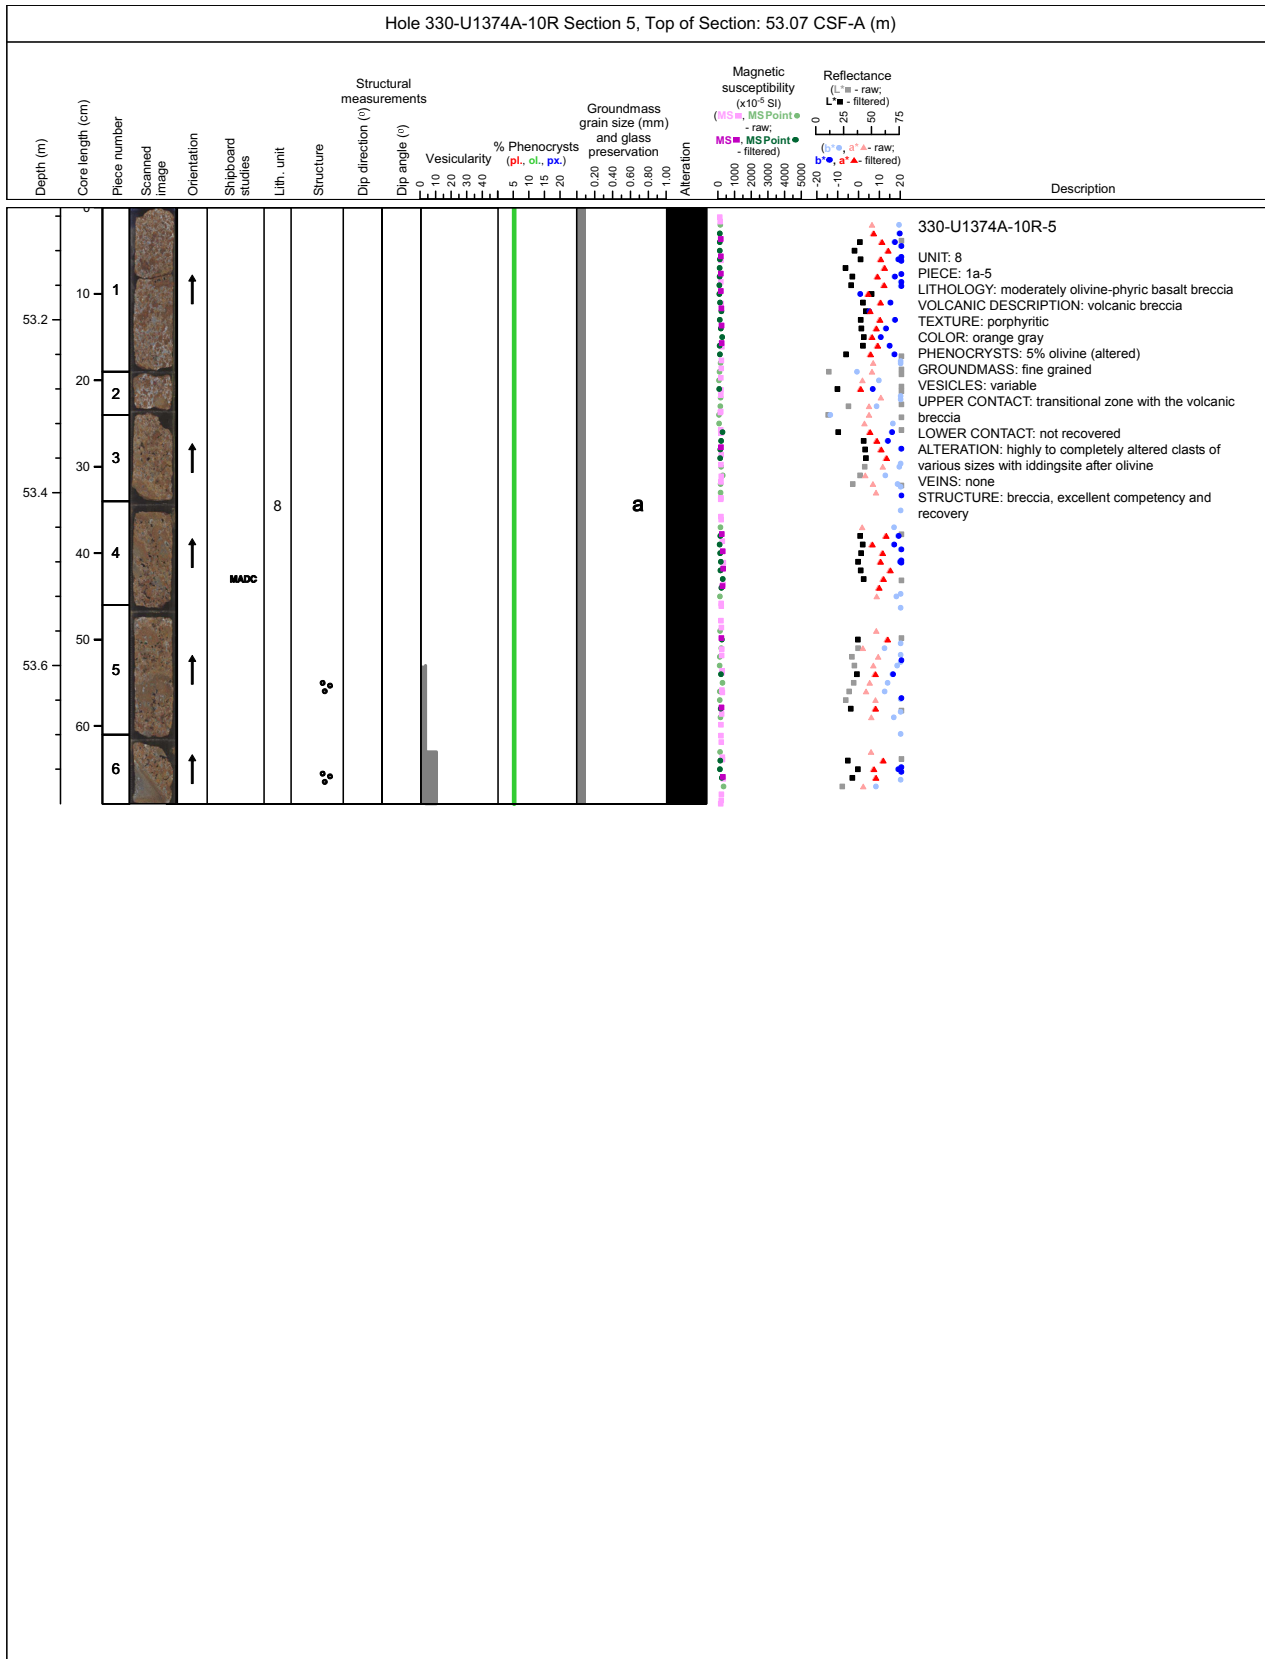 Hole 330-U1374A-10R Section 5, Top of Section: 53.07 CSF-A (m)
Depth (m)
Core length (cm)
Piece number
Scanned image
Orientation
Shipboard studies
Lith. unit
Structure
Structural measurements
Dip direction (º)
Dip angle (º)
Vesicularity
0 10 20 30 40
% Phenocrysts
(pl., ol., px.)
5 10 15 20
Groundmass
grain size (mm)
and glass
preservation
0.20 0.40 0.60 0.80 1.00
Alteration
Magnetic
susceptibility
(x10⁻⁵ SI)
(MS■, MSPoint●
- raw;
MS■, MSPoint●
- filtered)
0 1000 2000 3000 4000 5000
Reflectance
(L*■ - raw;
L*■ - filtered)
0 25 50 75
(b*●, a*▲- raw;
b*●, a*▲- filtered)
-20 -10 0 10 20
Description
0
10
20
30
40
50
60
53.2
53.4
53.6
1
2
3
4
5
6
MADC
8
a
330-U1374A-10R-5
UNIT: 8
PIECE: 1a-5
LITHOLOGY: moderately olivine-phyric basalt breccia
VOLCANIC DESCRIPTION: volcanic breccia
TEXTURE: porphyritic
COLOR: orange gray
PHENOCRYSTS: 5% olivine (altered)
GROUNDMASS: fine grained
VESICLES: variable
UPPER CONTACT: transitional zone with the volcanic
breccia
LOWER CONTACT: not recovered
ALTERATION: highly to completely altered clasts of
various sizes with iddingsite after olivine
VEINS: none
STRUCTURE: breccia, excellent competency and
recovery